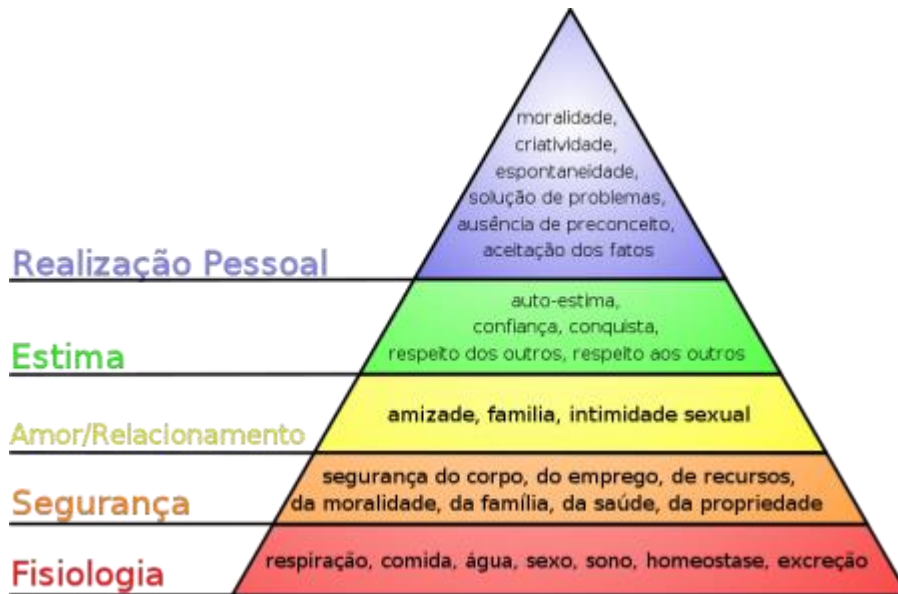 moralidade,
criatividade,
espontaneidade,
solução de problemas,
ausência de preconceito,
aceitação dos fatos
Realização Pessoal
auto-estima,
confiança, conquista,
respeito dos outros, respeito aos outros
Estima
amizade, familia, intimidade sexual
Amor/Relacionamento
segurança do corpo, do emprego, de recursos,
da moralidade, da família, da saúde, da propriedade
Segurança
respiração, comida, água, sexo, sono, homeostase, excreção
Fisiologia